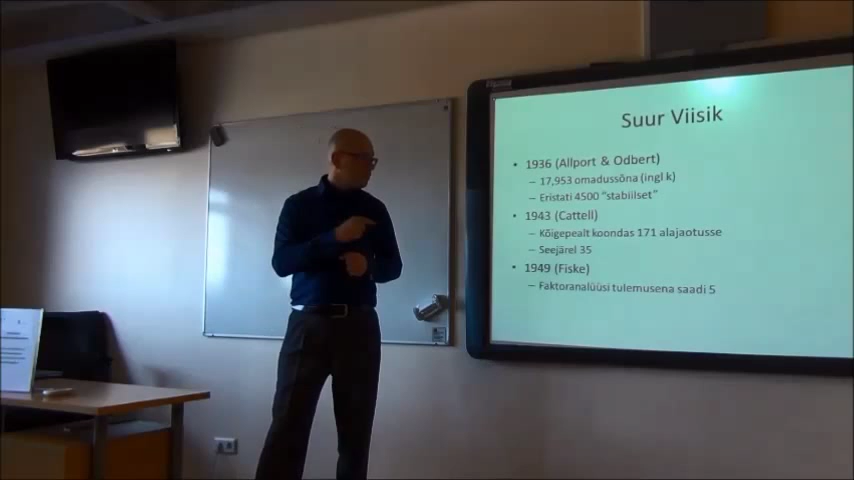 Suur Viisik
• 1936 (Allport & Odbert)
– 17,953 omadussõna (ingl k)
– Eristati 4500 "stabiilset"
• 1943 (Cattell)
– Kõigepealt koondas 171 alajaotusse
– Seejärel 35
• 1949 (Fiske)
– Faktoranalüüsi tulemusena saadi 5